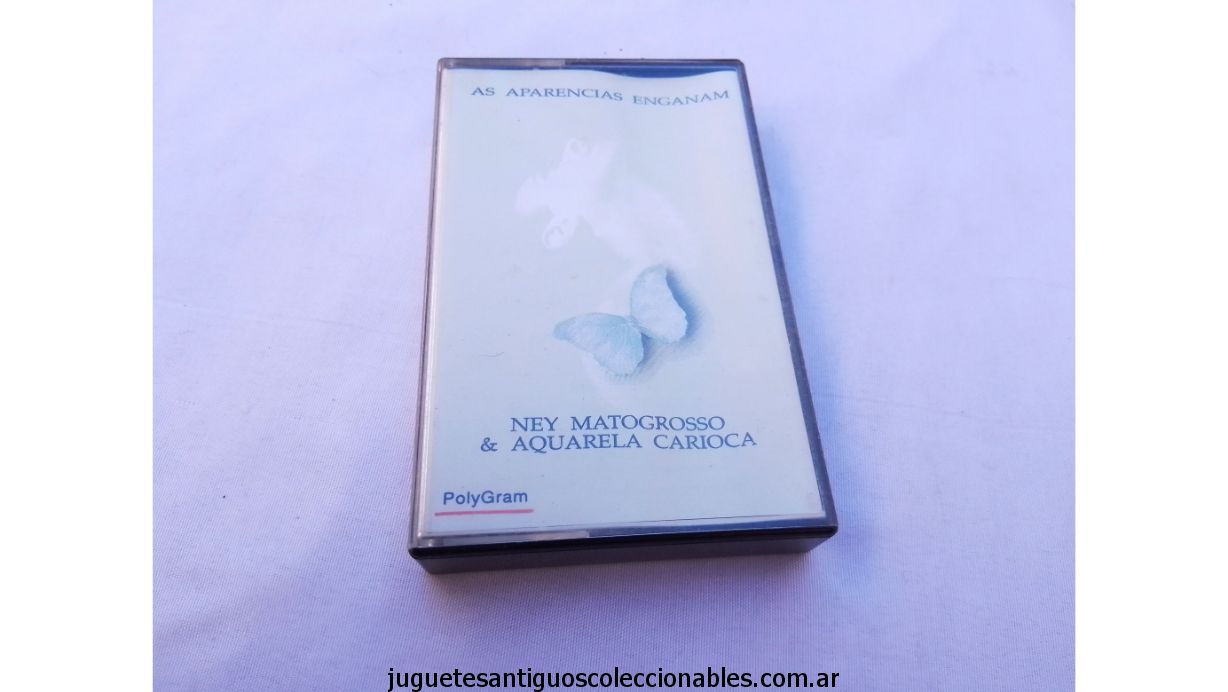 AS APARENCIAS ENGANAM
NEY MATOGROSSO
& AQUARELA CARIOCA
PolyGram
juguetesantiguoscoleccionables.com.ar